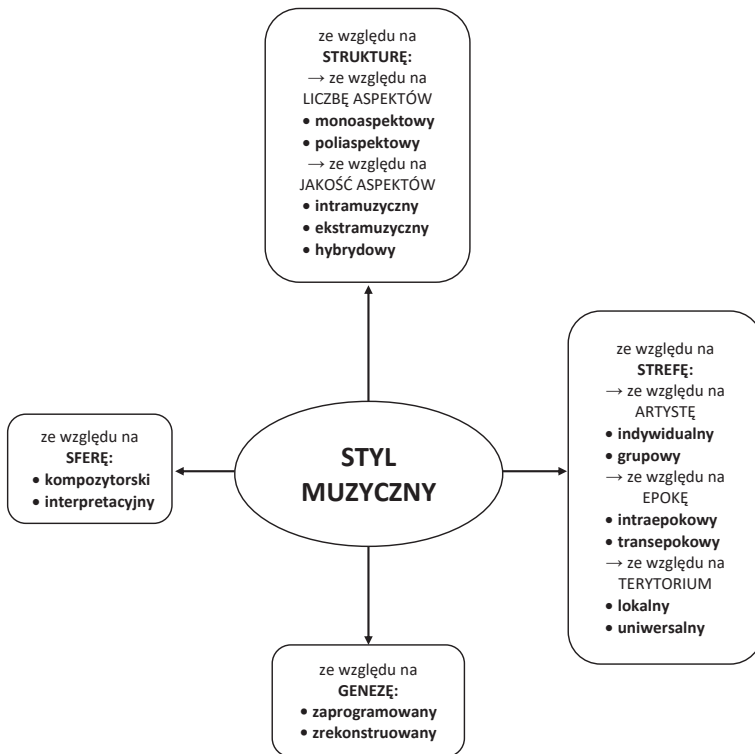 ze względu na
STRUKTURĘ:
→ ze względu na
LICZBĘ ASPEKTÓW
• monoaspektowy
• poliaspektowy
→ ze względu na
JAKOŚĆ ASPEKTÓW
• intramuzyczny
• ekstramuzyczny
• hybrydowy
ze względu na
SFERĘ:
• kompozytorski
• interpretacyjny
STYL
MUZYCZNY
ze względu na
STREFĘ:
→ ze względu na
ARTYSTĘ
• indywidualny
• grupowy
→ ze względu na
EPOKĘ
• intraepokowy
• transepokowy
→ ze względu na
TERYTORIUM
• lokalny
• uniwersalny
ze względu na
GENEZĘ:
• zaprogramowany
• zrekonstruowany